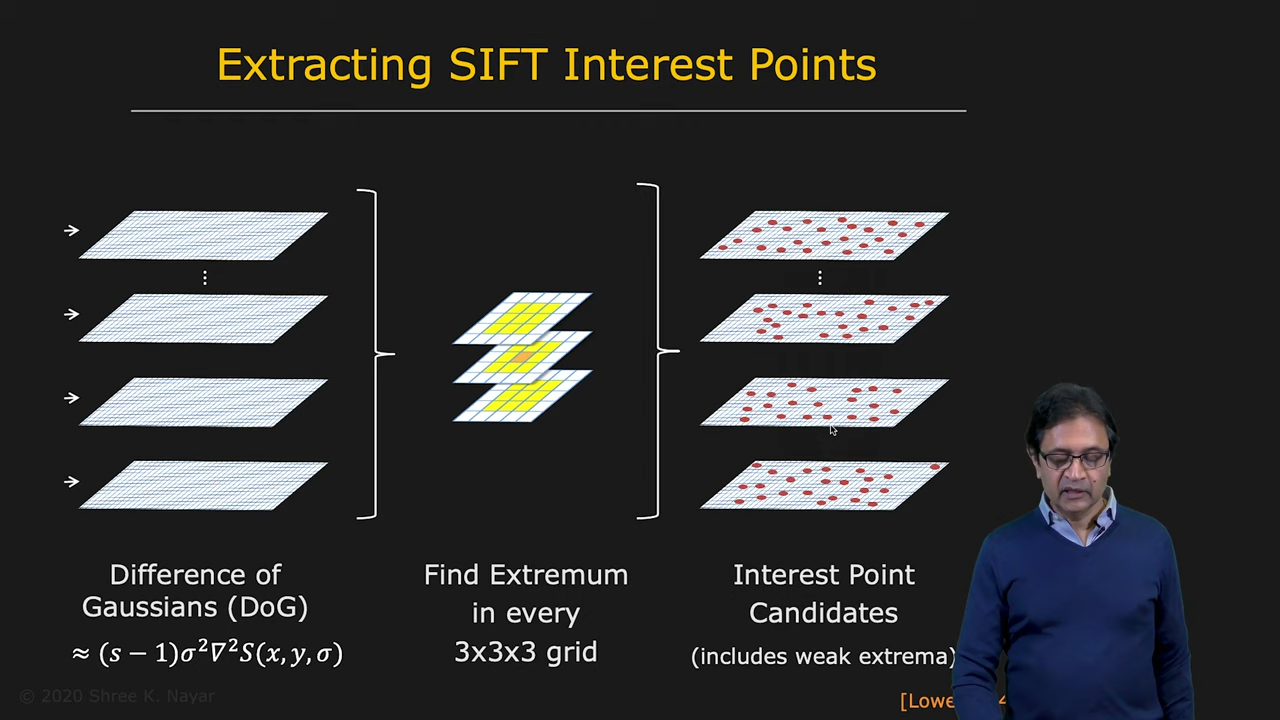 Extracting SIFT Interest Points
Difference of
Gaussians (DoG)
≈ (s − 1)σ²∇²S(x, y, σ)
Find Extremum
in every
3x3x3 grid
Interest Point
Candidates
(includes weak extrema)
© 2020 Shree K. Nayar